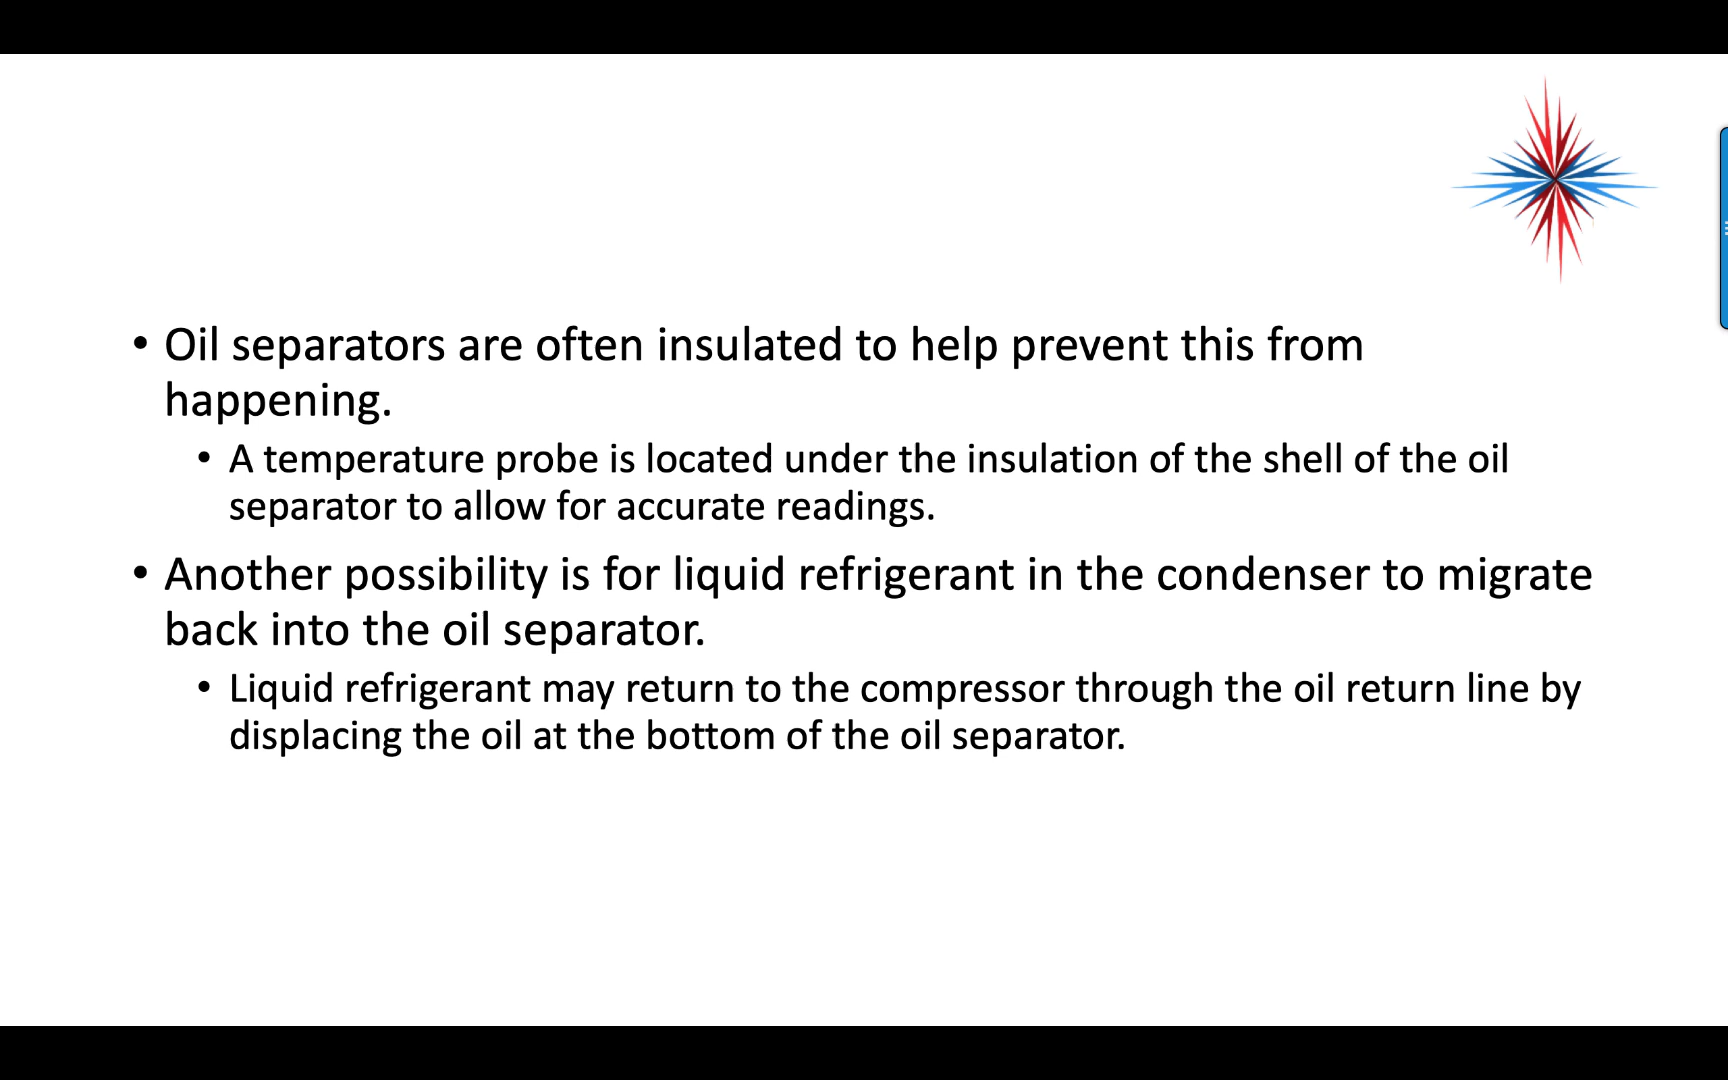 • Oil separators are often insulated to help prevent this from
happening.
• A temperature probe is located under the insulation of the shell of the oil
separator to allow for accurate readings.
• Another possibility is for liquid refrigerant in the condenser to migrate
back into the oil separator.
• Liquid refrigerant may return to the compressor through the oil return line by
displacing the oil at the bottom of the oil separator.